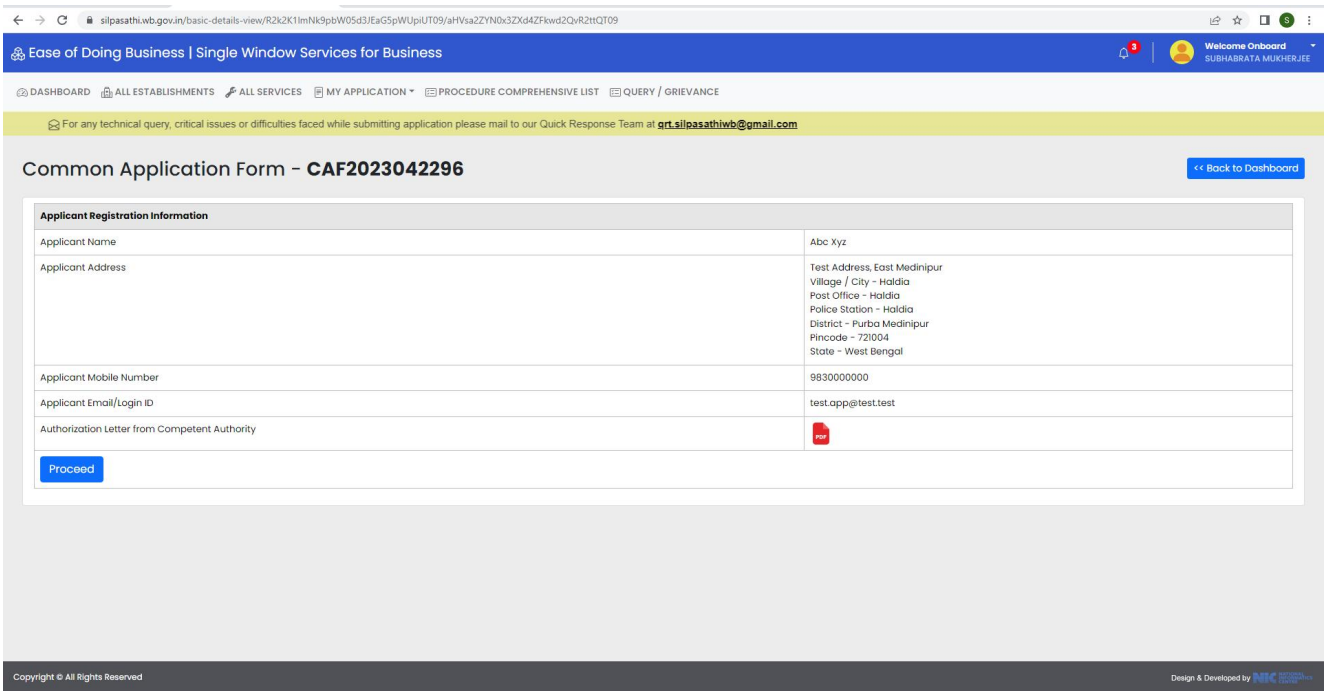 silpasathi.wb.gov.in/basic-details-view/R2k2K1lmNk9pbW05d3JEaG5pWUpiUT09/aHVsa2ZYN0x3ZXd4ZFkwd2QvR2ttQT09
S
Ease of Doing Business | Single Window Services for Business
3
Welcome Onboard
SUBHABRATA MUKHERJEE
DASHBOARD ALL ESTABLISHMENTS ALL SERVICES MY APPLICATION PROCEDURE COMPREHENSIVE LIST QUERY / GRIEVANCE
For any technical query, critical issues or difficulties faced while submitting application please mail to our Quick Response Team at qrt.silpasathiwb@gmail.com
Common Application Form - CAF2023042296
<< Back to Dashboard
Applicant Registration Information
Applicant Name Abc Xyz
Applicant Address Test Address, East Medinipur
Village / City - Haldia
Post Office - Haldia
Police Station - Haldia
District - Purba Medinipur
Pincode - 721004
State - West Bengal
Applicant Mobile Number 9830000000
Applicant Email/Login ID test.app@test.test
Authorization Letter from Competent Authority PDF
Proceed
Copyright © All Rights Reserved Design & Developed by NIC